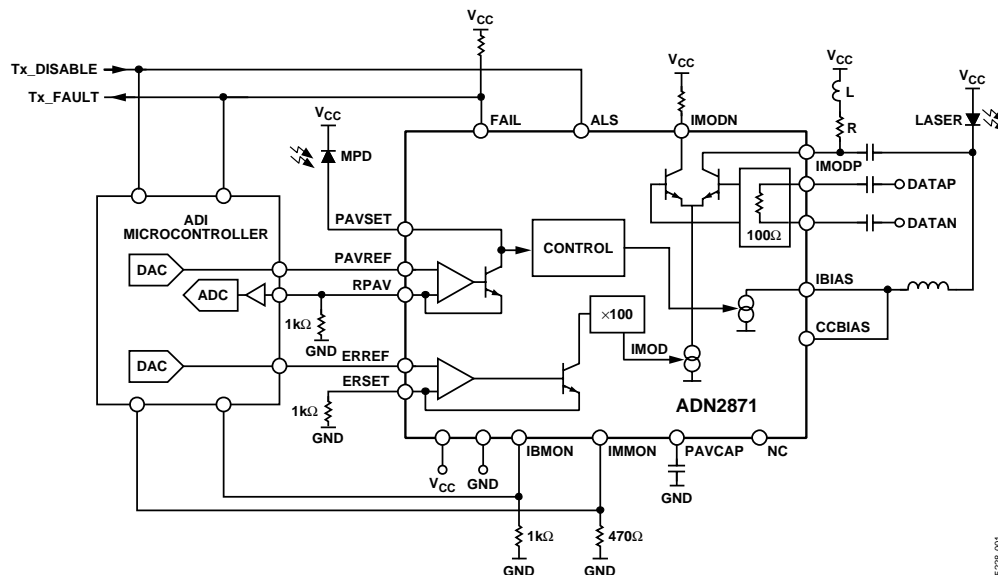 VCC
VCC
VCC
VCC
Tx_DISABLE
Tx_FAULT
L
R
LASER
FAIL
ALS
IMODN
IMODP
VCC
MPD
DATAP
DATAN
100Ω
ADI
MICROCONTROLLER
PAVSET
CONTROL
DAC
PAVREF
ADC
RPAV
IBIAS
1kΩ
GND
×100
CCBIAS
IMOD
DAC
ERREF
ERSET
1kΩ
GND
ADN2871
IBMON
IMMON
PAVCAP
NC
VCC
GND
GND
1kΩ
470Ω
GND
GND